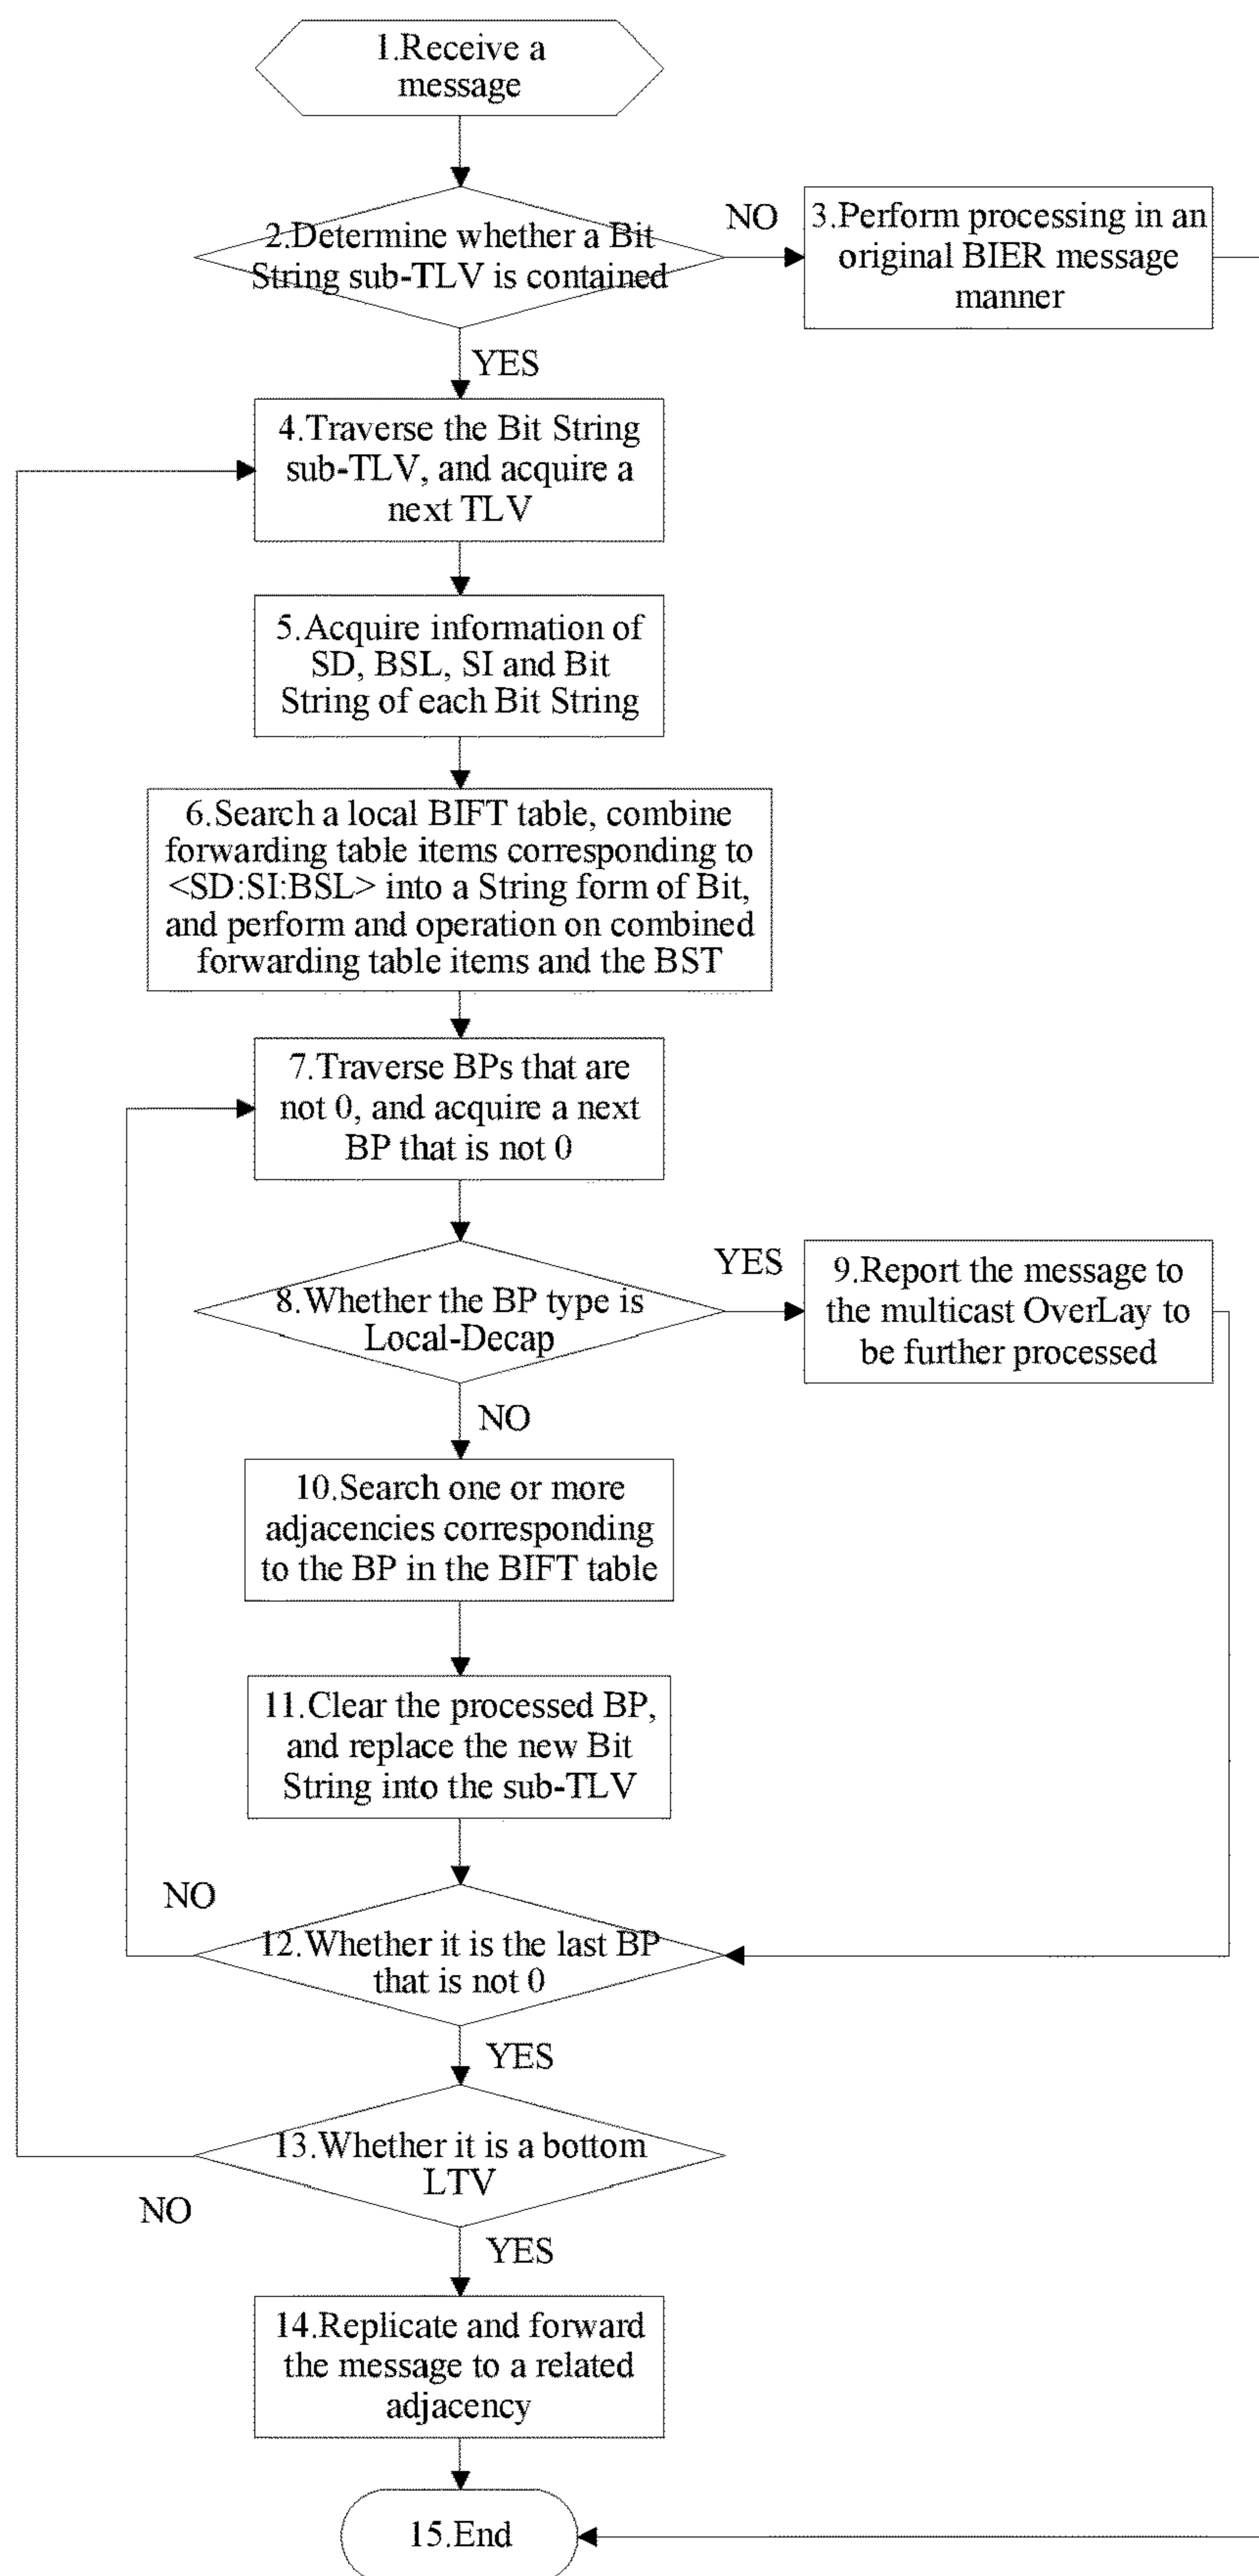 1.Receive a
message
2.Determine whether a Bit
String sub-TLV is contained
NO
3.Perform processing in an
original BIER message
manner
YES
4.Traverse the Bit String
sub-TLV, and acquire a
next TLV
5.Acquire information of
SD, BSL, SI and Bit
String of each Bit String
6.Search a local BIFT table, combine
forwarding table items corresponding to
<SD:SI:BSL> into a String form of Bit,
and perform and operation on combined
forwarding table items and the BST
7.Traverse BPs that are
not 0, and acquire a next
BP that is not 0
8.Whether the BP type is
Local-Decap
YES
9.Report the message to
the multicast OverLay to
be further processed
NO
10.Search one or more
adjacencies corresponding
to the BP in the BIFT table
11.Clear the processed BP,
and replace the new Bit
String into the sub-TLV
NO
12.Whether it is the last BP
that is not 0
YES
13.Whether it is a bottom
LTV
NO
YES
14.Replicate and forward
the message to a related
adjacency
15.End